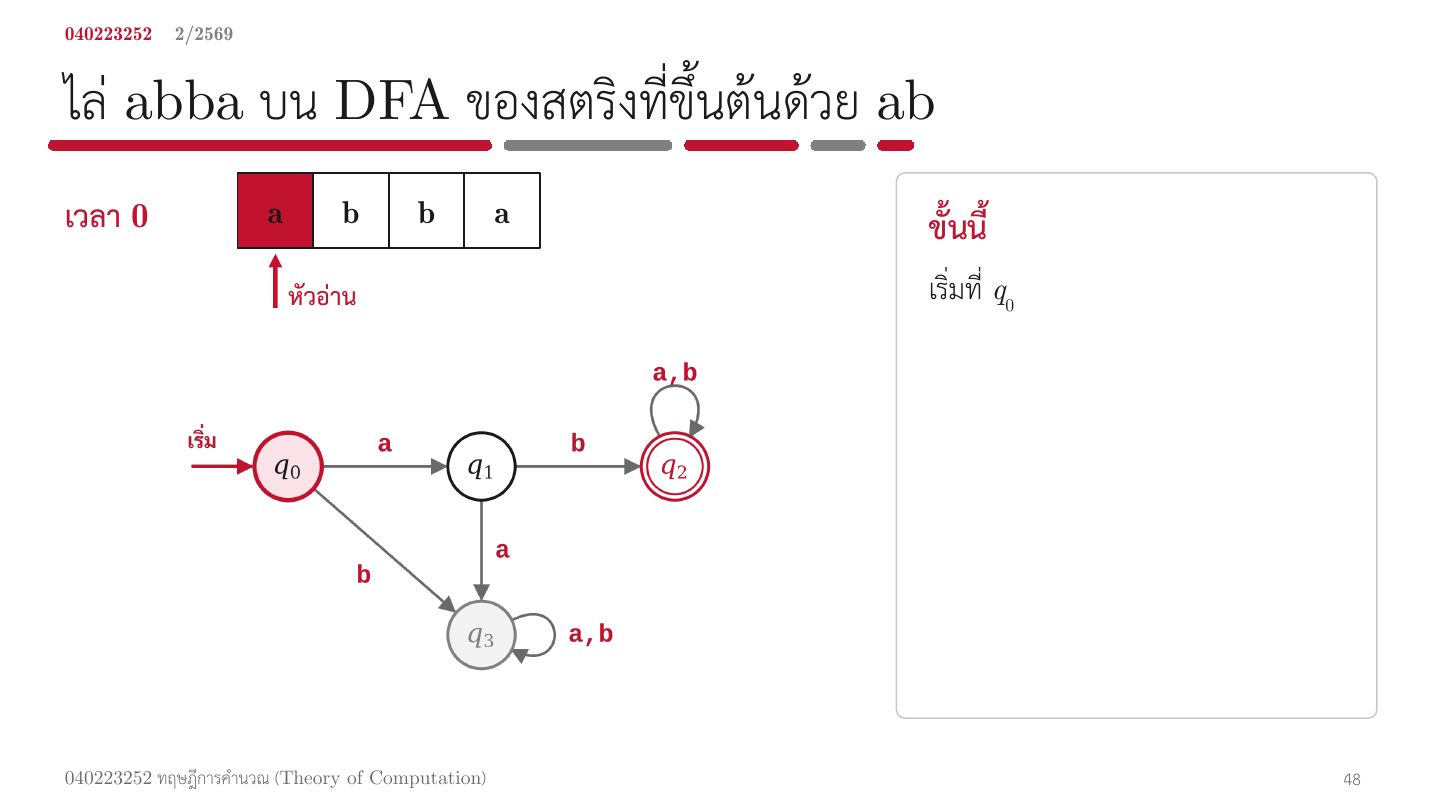 040223252 2/2569
ไล่ abba บน DFA ของสตริงที่ขึ้นต้นด้วย ab
เวลา 0
a b b a
หัวอ่าน
ขั้นนี้
เริ่มที่ q0
a,b
เริ่ม
a
b
q0
q1
q2
a
b
q3
a,b
040223252 ทฤษฎีการคำนวณ (Theory of Computation)
48